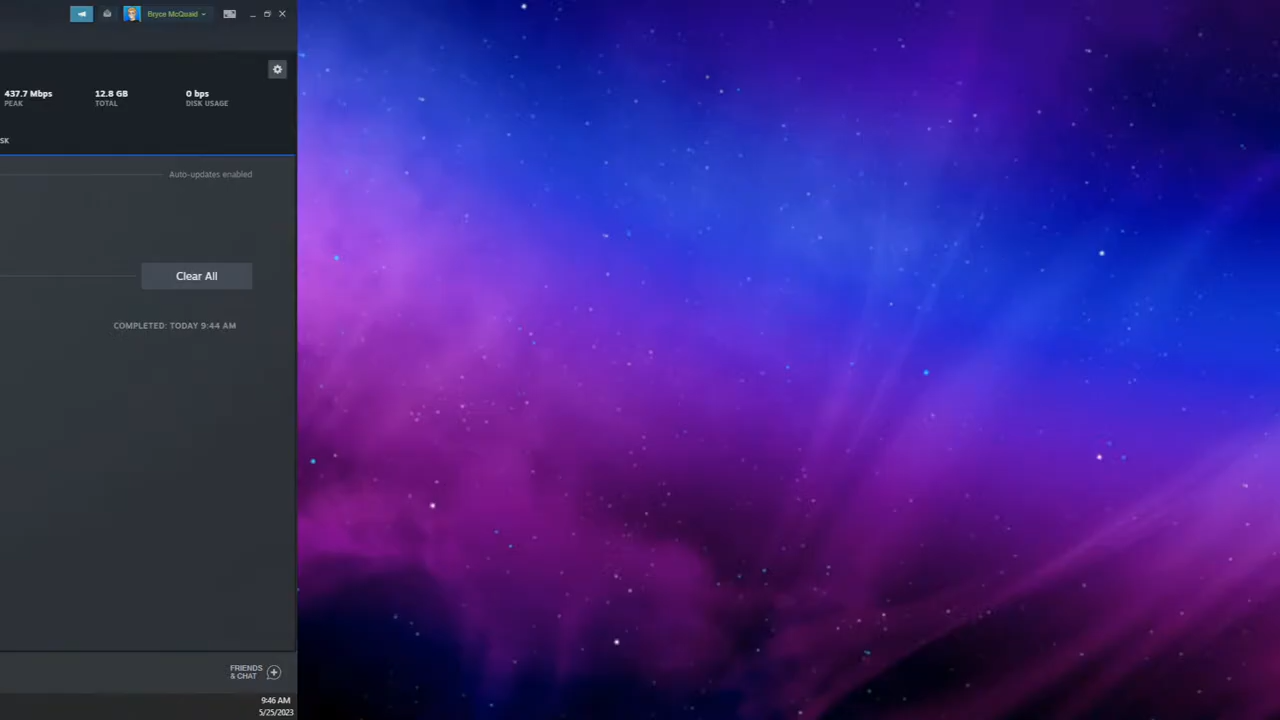 Bryce McQuaid
437.7 Mbps 12.8 GB 0 bps
PEAK TOTAL DISK USAGE
SK
Auto-updates enabled
Clear All
COMPLETED: TODAY 9:44 AM
FRIENDS
& CHAT
9:46 AM
5/25/2023